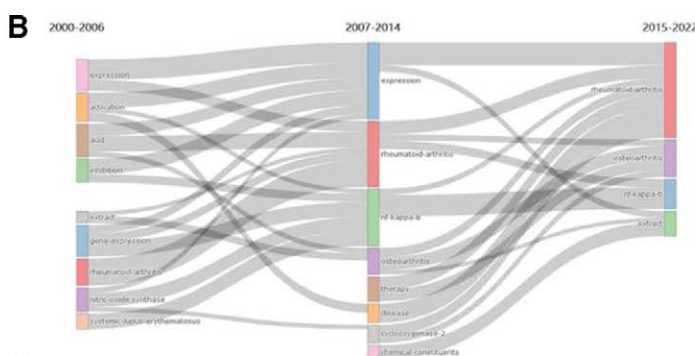 B
2000-2006
2007-2014
2015-2022
expression
activation
acid
inhibition
extract
gene-expression
rheumatoid-arthritis
nitric-oxide-synthase
systemic-lupus-erythematosus
expression
rheumatoid-arthritis
nf-kappa-b
osteoarthritis
therapy
disease
cyclooxygenase-2
chemical-constituents
rheumatoid-arthritis
osteoarthritis
nf-kappa-b
extract